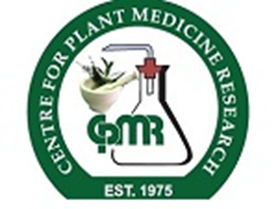 CENTRE FOR PLANT MEDICINE RESEARCH
CPMR
EST. 1975